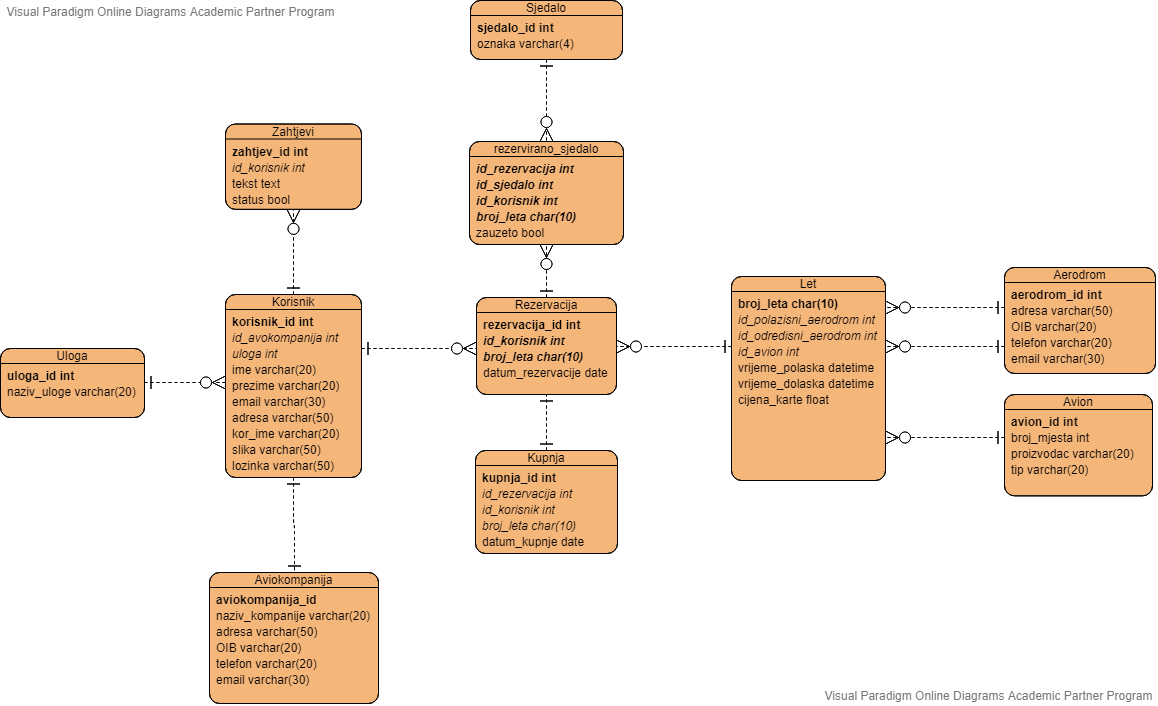 Visual Paradigm Online Diagrams Academic Partner Program
Sjedalo
sjedalo_id int
oznaka varchar(4)
Zahtjevi
zahtjev_id int
id_korisnik int
tekst text
status bool
rezervirano_sjedalo
id_rezervacija int
id_sjedalo int
id_korisnik int
broj_leta char(10)
zauzeto bool
Uloga
uloga_id int
naziv_uloge varchar(20)
Korisnik
korisnik_id int
id_avokompanija int
uloga int
ime varchar(20)
prezime varchar(20)
email varchar(30)
adresa varchar(50)
kor_ime varchar(20)
slika varchar(50)
lozinka varchar(50)
Rezervacija
rezervacija_id int
id_korisnik int
broj_leta char(10)
datum_rezervacije date
Let
broj_leta char(10)
id_polazisni_aerodrom int
id_odredisni_aerodrom int
id_avion int
vrijeme_polaska datetime
vrijeme_dolaska datetime
cijena_karte float
Aerodrom
aerodrom_id int
adresa varchar(50)
OIB varchar(20)
telefon varchar(20)
email varchar(30)
Avion
avion_id int
broj_mjesta int
proizvodac varchar(20)
tip varchar(20)
Kupnja
kupnja_id int
id_rezervacija int
id_korisnik int
broj_leta char(10)
datum_kupnje date
Aviokompanija
aviokompanija_id
naziv_kompanije varchar(20)
adresa varchar(50)
OIB varchar(20)
telefon varchar(20)
email varchar(30)
Visual Paradigm Online Diagrams Academic Partner Program